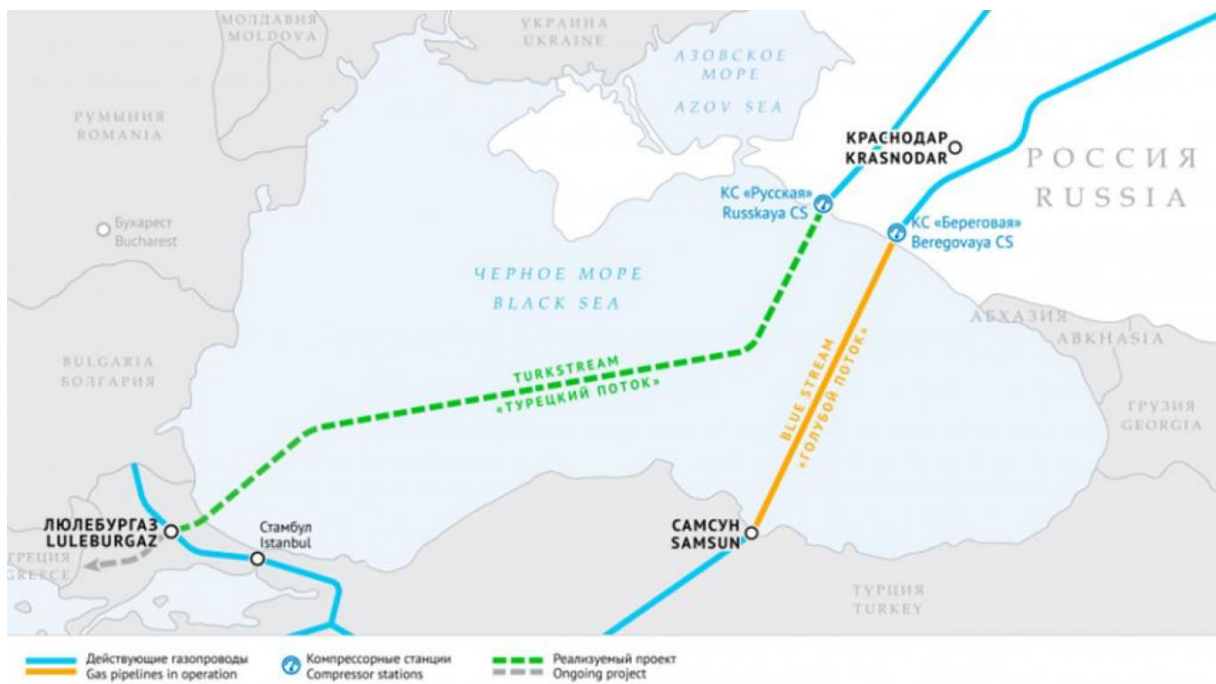 МОЛДАВИЯ
MOLDOVA
УКРАИНА
UKRAINE
АЗОВСКОЕ
МОРЕ
AZOV SEA
РУМЫНИЯ
ROMANIA
КРАСНОДАР
KRASNODAR
РОССИЯ
RUSSIA
КС «Русская»
Russkaya CS
Бухарест
Bucharest
КС «Береговая»
Beregovaya CS
ЧЕРНОЕ МОРЕ
BLACK SEA
АБХАЗИЯ
ABKHASIA
BULGARIA
БОЛГАРИЯ
TURKSTREAM
«ТУРЕЦКИЙ ПОТОК»
BLUE STREAM
«ГОЛУБОЙ ПОТОК»
ГРУЗИЯ
GEORGIA
ЛЮЛЕБУРГАЗ
LULEBURGAZ
Стамбул
Istanbul
САМСУН
SAMSUN
ГРЕЦИЯ
GREECE
ТУРЦИЯ
TURKEY
Действующие газопроводы
Gas pipelines in operation
Компрессорные станции
Compressor stations
Реализуемый проект
Ongoing project